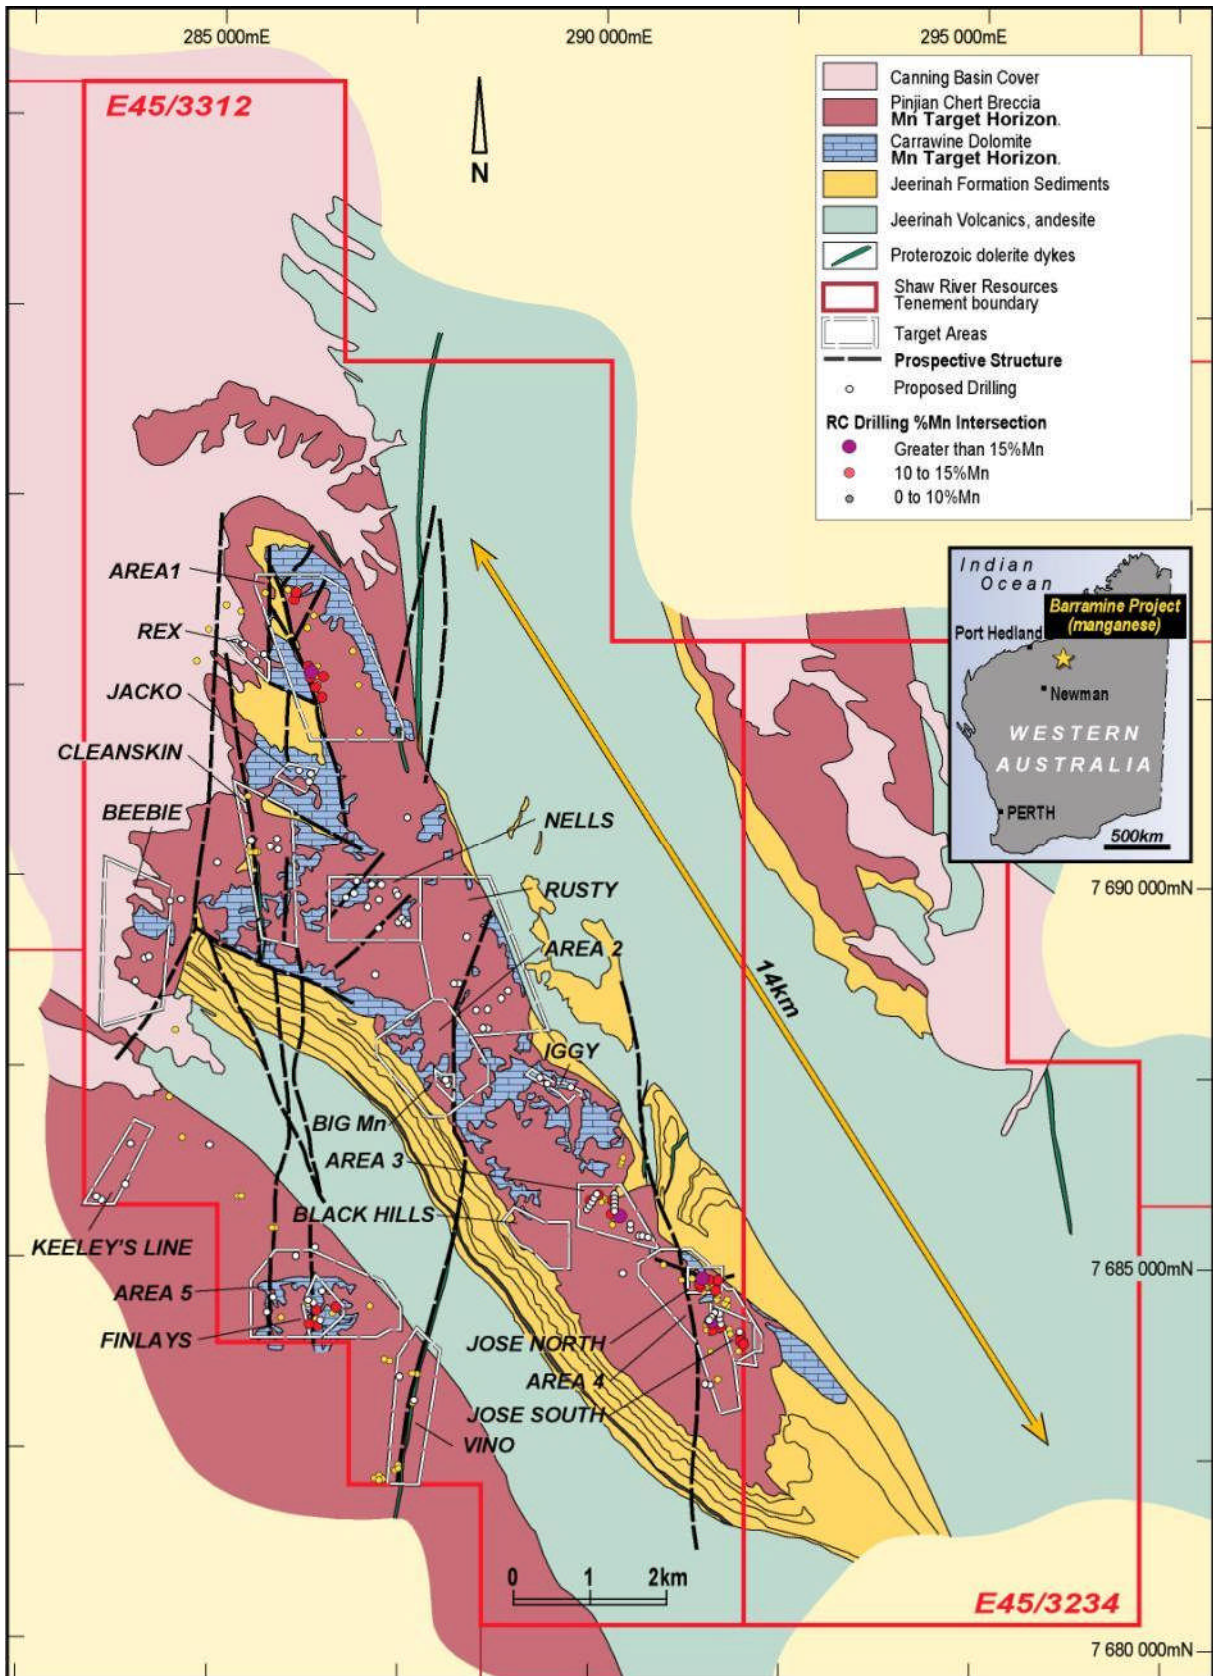 285 000mE
290 000mE
295 000mE
E45/3312
N
Canning Basin Cover
Pinjian Chert Breccia
Mn Target Horizon.
Carrawine Dolomite
Mn Target Horizon.
Jeerinah Formation Sediments
Jeerinah Volcanics, andesite
Proterozoic dolerite dykes
Shaw River Resources
Tenement boundary
Target Areas
Prospective Structure
Proposed Drilling
RC Drilling %Mn Intersection
Greater than 15%Mn
10 to 15%Mn
0 to 10%Mn
Indian
Ocean
Barramine Project
(manganese)
Port Hedland
Newman
WESTERN
AUSTRALIA
PERTH
500km
AREA1
REX
JACKO
CLEANSKIN
BEEBIE
NELLS
RUSTY
AREA 2
7 690 000mN
14km
IGGY
BIG Mn
AREA 3
BLACK HILLS
KEELEY'S LINE
AREA 5
FINLAYS
7 685 000mN
JOSE NORTH
AREA 4
JOSE SOUTH
VINO
0 1 2km
E45/3234
7 680 000mN